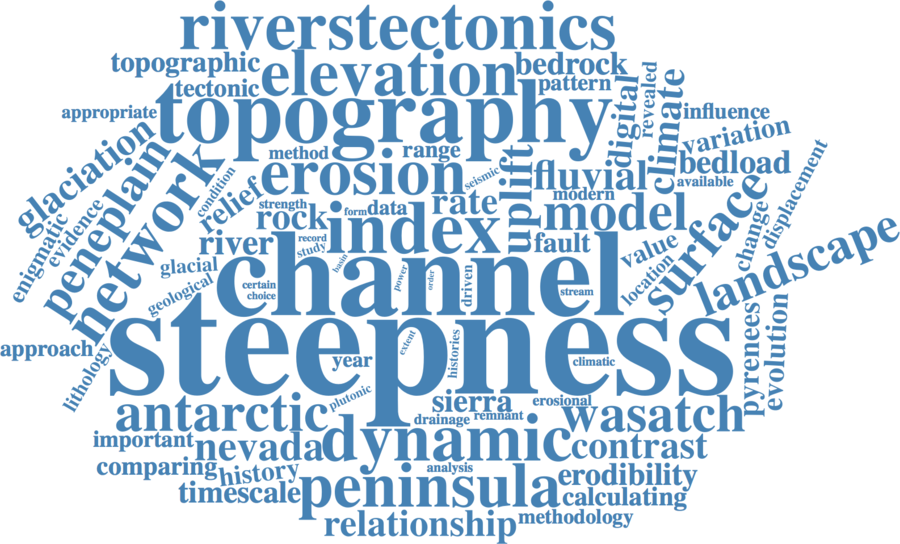 riverstectonics
topographic
elevation
bedrock
tectonic
pattern
revealed
digital
climate
appropriate
topography
influence
variation
glaciation
method
range
bedload
peneplain
network
condition
erosion
seismic
uplift
fluvial
available
displacement
relief
strength
rock
form
data
rate
modern
model
surface
change
enigmatic
evidence
river
record
study
index
fault
value
location
landscape
glacial
geological
basin
channel
certain
choice
power
order
driven
stream
approach
lithology
steepness
year
extent
histories
climatic
pyrenees
evolution
plutonic
antarctic
sierra
erosional
wasatch
drainage
remnant
important
nevada
dynamic
contrast
comparing
history
analysis
erodibility
timescale
peninsula
calculating
relationship
methodology